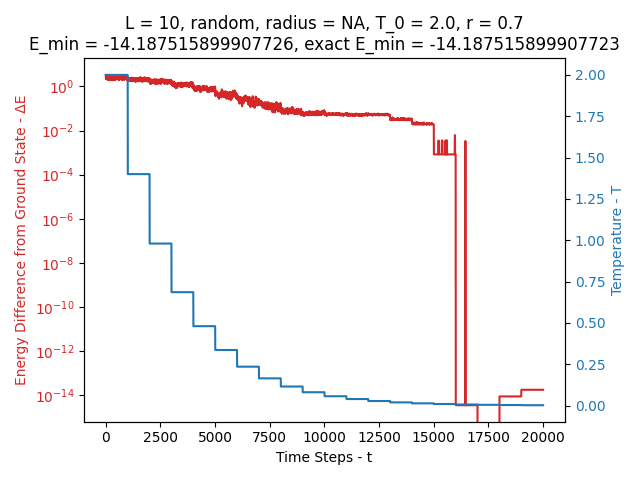 L = 10, random, radius = NA, T_0 = 2.0, r = 0.7
E_min = -14.187515899907726, exact E_min = -14.187515899907723
Energy Difference from Ground State - ΔE
10^0
10^-2
10^-4
10^-6
10^-8
10^-10
10^-12
10^-14
2.00
1.75
1.50
1.25
1.00
0.75
0.50
0.25
0.00
Temperature - T
0 2500 5000 7500 10000 12500 15000 17500 20000
Time Steps - t